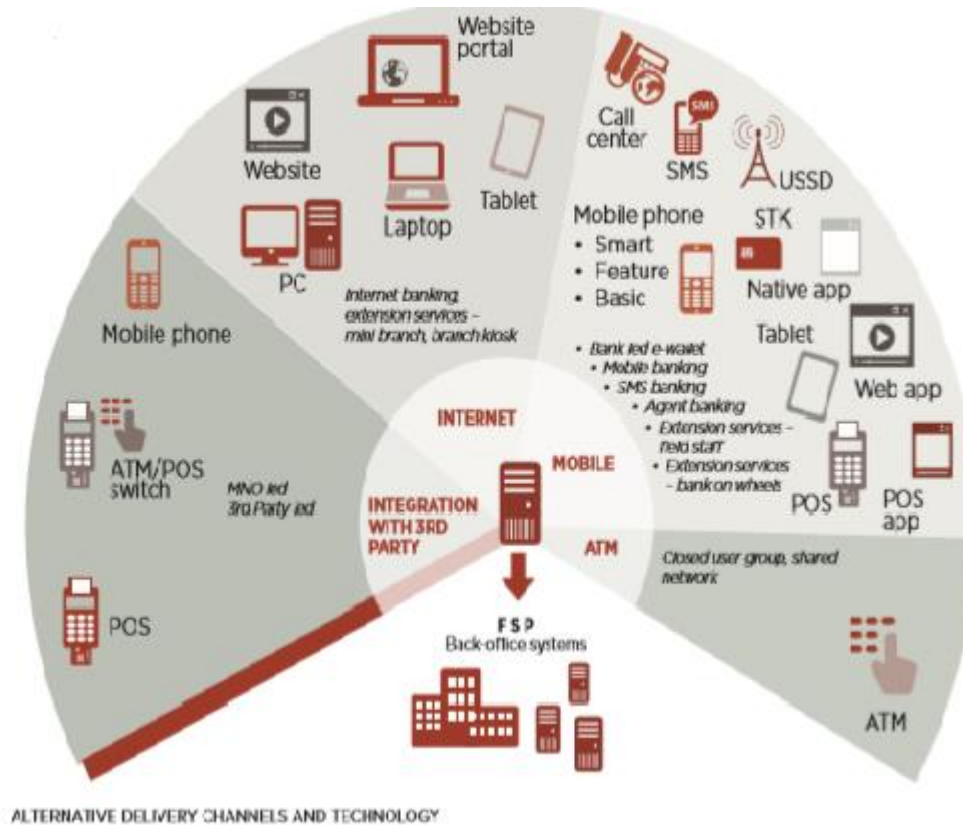 Website
portal
Website
Laptop
Tablet
PC
Internet banking,
extension services –
mini branch, branch kiosk
Call
center
SMS
SMS
USSD
STK
Mobile phone
• Smart
• Feature
• Basic
Native app
Tablet
Web app
• Bank led e-wallet
• Mobile banking
• SMS banking
• Agent banking
• Extension services –
field staff
• Extension services
– bank on wheels
POS
POS
app
Mobile phone
ATM/POS
switch
MNO led
3rd Party led
POS
INTERNET
MOBILE
INTEGRATION
WITH 3RD
PARTY
ATM
Closed user group, shared
network
ATM
FSP
Back-office systems
ALTERNATIVE DELIVERY CHANNELS AND TECHNOLOGY